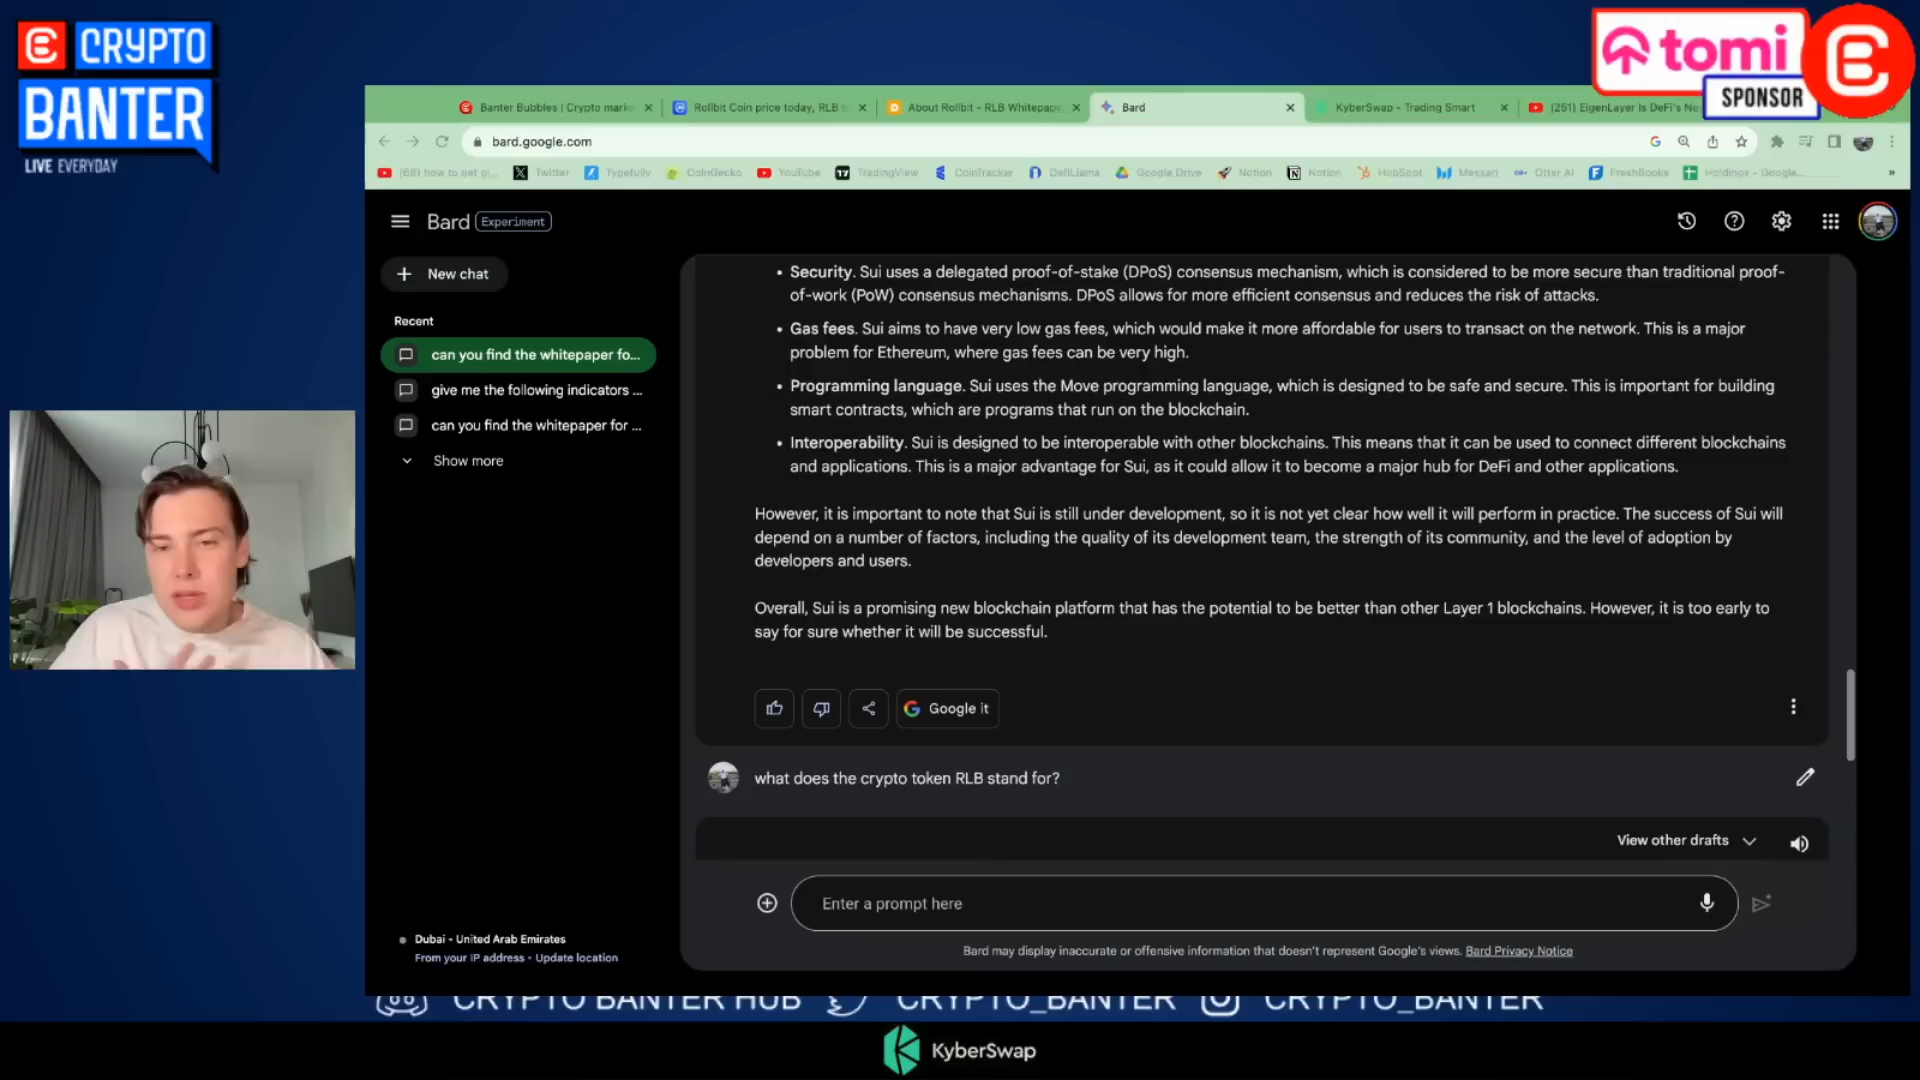 CRYPTO
BANTER
LIVE EVERYDAY
tomi
SPONSOR
Banter Bubbles | Crypto marke
Rollbit Coin price today, RLB t
About Rollbit - RLB Whitepape
Bard
KyberSwap - Trading Smart
(251) EigenLayer Is DeFi's Ne
bard.google.com
(68) how to get gi...
Twitter
Typefully
CoinGecko
YouTube
TradingView
CoinTracker
DefiLlama
Google Drive
Notion
Notion
HubSpot
Messari
Otter AI
FreshBooks
Holdings - Google...
»
Bard
Experiment
New chat
Recent
can you find the whitepaper fo...
give me the following indicators ...
can you find the whitepaper for ...
Show more
• Security. Sui uses a delegated proof-of-stake (DPoS) consensus mechanism, which is considered to be more secure than traditional proof-
of-work (PoW) consensus mechanisms. DPoS allows for more efficient consensus and reduces the risk of attacks.
• Gas fees. Sui aims to have very low gas fees, which would make it more affordable for users to transact on the network. This is a major
problem for Ethereum, where gas fees can be very high.
• Programming language. Sui uses the Move programming language, which is designed to be safe and secure. This is important for building
smart contracts, which are programs that run on the blockchain.
• Interoperability. Sui is designed to be interoperable with other blockchains. This means that it can be used to connect different blockchains
and applications. This is a major advantage for Sui, as it could allow it to become a major hub for DeFi and other applications.
However, it is important to note that Sui is still under development, so it is not yet clear how well it will perform in practice. The success of Sui will
depend on a number of factors, including the quality of its development team, the strength of its community, and the level of adoption by
developers and users.
Overall, Sui is a promising new blockchain platform that has the potential to be better than other Layer 1 blockchains. However, it is too early to
say for sure whether it will be successful.
Google it
what does the crypto token RLB stand for?
View other drafts
Enter a prompt here
Bard may display inaccurate or offensive information that doesn't represent Google's views. Bard Privacy Notice
Dubai - United Arab Emirates
From your IP address • Update location
CRYPTO BANTER HUB
CRYPTO_BANTER
CRYPTO_BANTER
KyberSwap